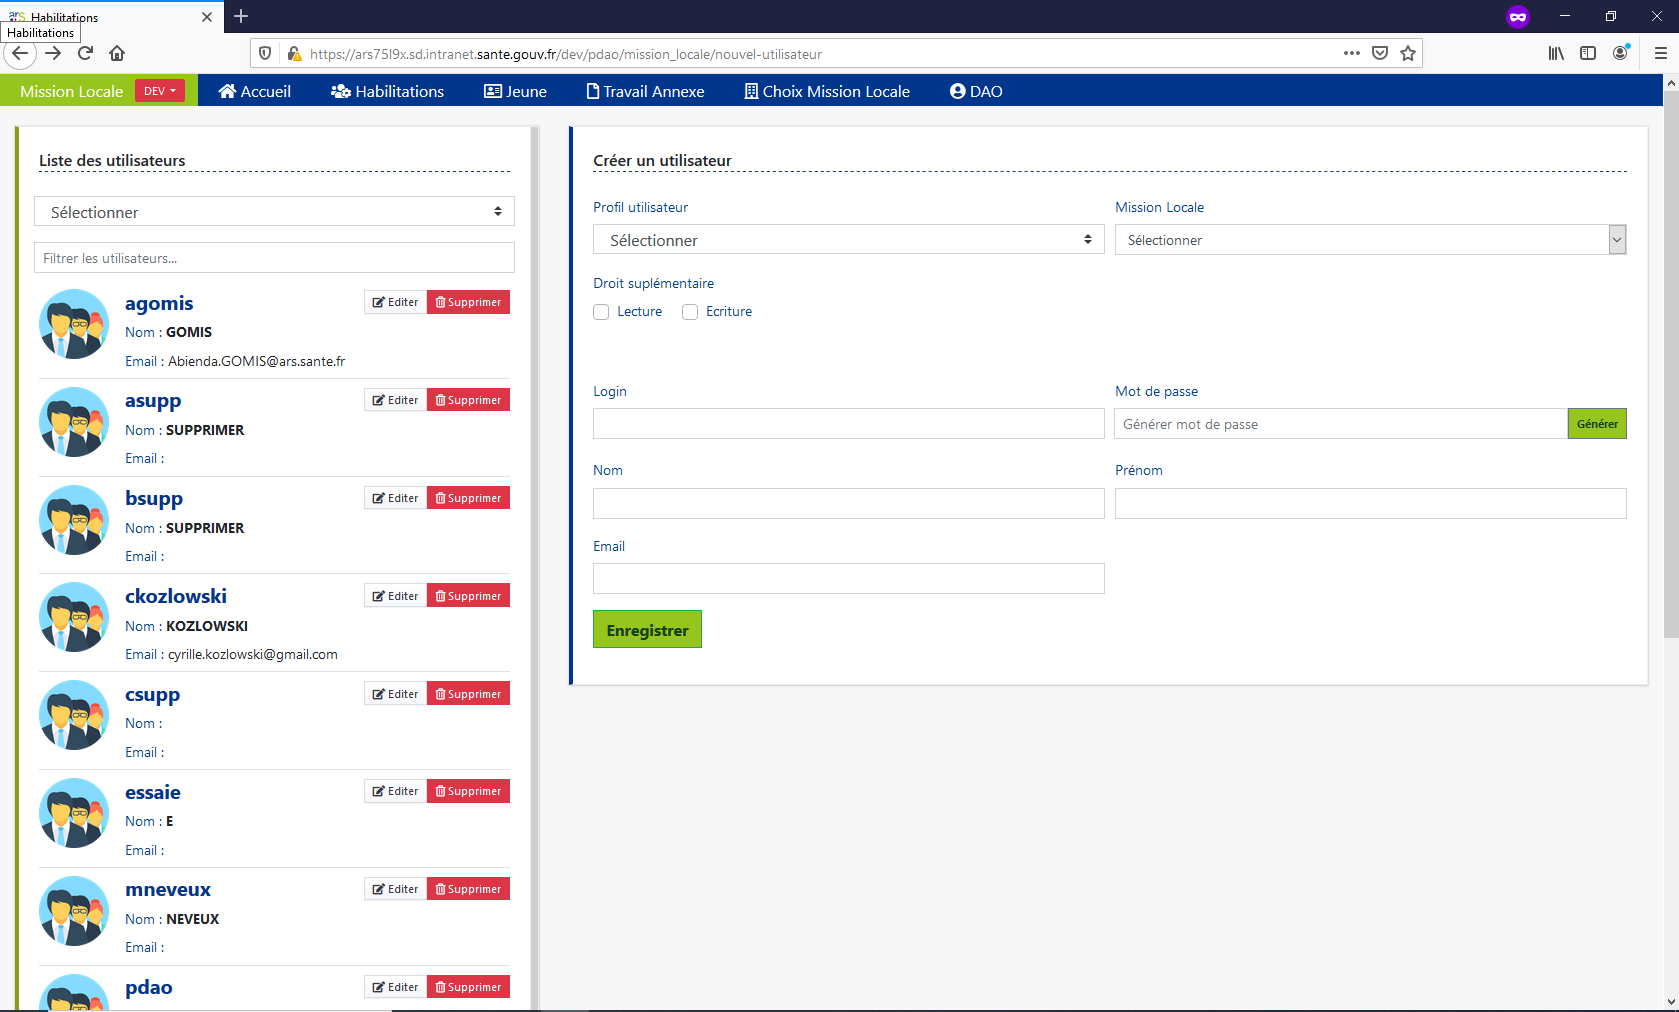 ars Habilitations
Habilitations
https://ars75l9x.sd.intranet.sante.gouv.fr/dev/pdao/mission_locale/nouvel-utilisateur
Mission Locale DEV Accueil Habilitations Jeune Travail Annexe Choix Mission Locale DAO
Liste des utilisateurs
Sélectionner
Filtrer les utilisateurs...
agomis Editer Supprimer
Nom : GOMIS
Email : Abienda.GOMIS@ars.sante.fr
asupp Editer Supprimer
Nom : SUPPRIMER
Email :
bsupp Editer Supprimer
Nom : SUPPRIMER
Email :
ckozlowski Editer Supprimer
Nom : KOZLOWSKI
Email : cyrille.kozlowski@gmail.com
csupp Editer Supprimer
Nom :
Email :
essaie Editer Supprimer
Nom : E
Email :
mneveux Editer Supprimer
Nom : NEVEUX
Email :
pdao Editer Supprimer
Créer un utilisateur
Profil utilisateur Mission Locale
Sélectionner Sélectionner
Droit suplémentaire
Lecture Ecriture
Login Mot de passe
Générer mot de passe Générer
Nom Prénom
Email
Enregistrer